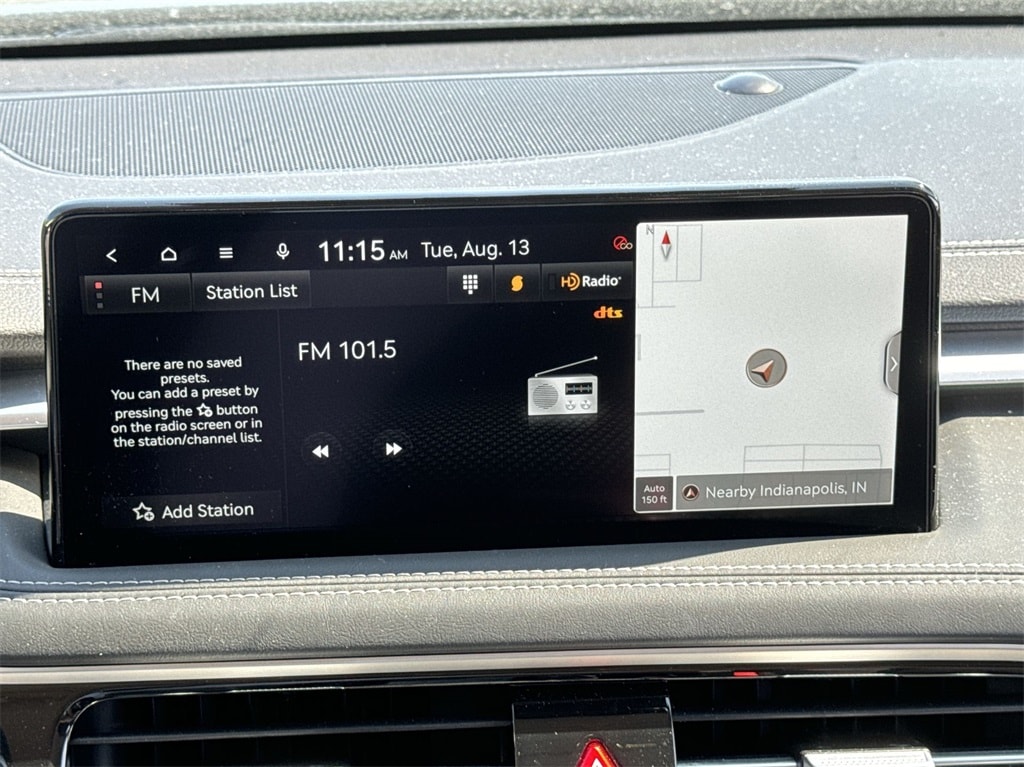 11:15 AM Tue, Aug. 13
FM Station List HD Radio
dts
FM 101.5
There are no saved
presets.
You can add a preset by
pressing the button
on the radio screen or in
the station/channel list.
Add Station
N
Auto
150 ft
Nearby Indianapolis, IN